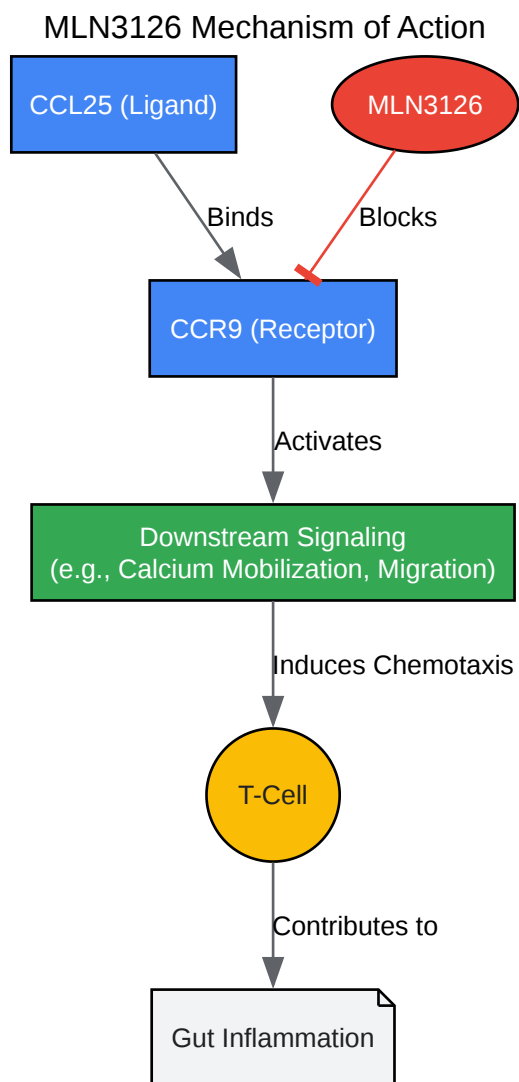 MLN3126 Mechanism of Action
CCL25 (Ligand)
MLN3126
Binds
Blocks
CCR9 (Receptor)
Activates
Downstream Signaling
(e.g., Calcium Mobilization, Migration)
Induces Chemotaxis
T-Cell
Contributes to
Gut Inflammation